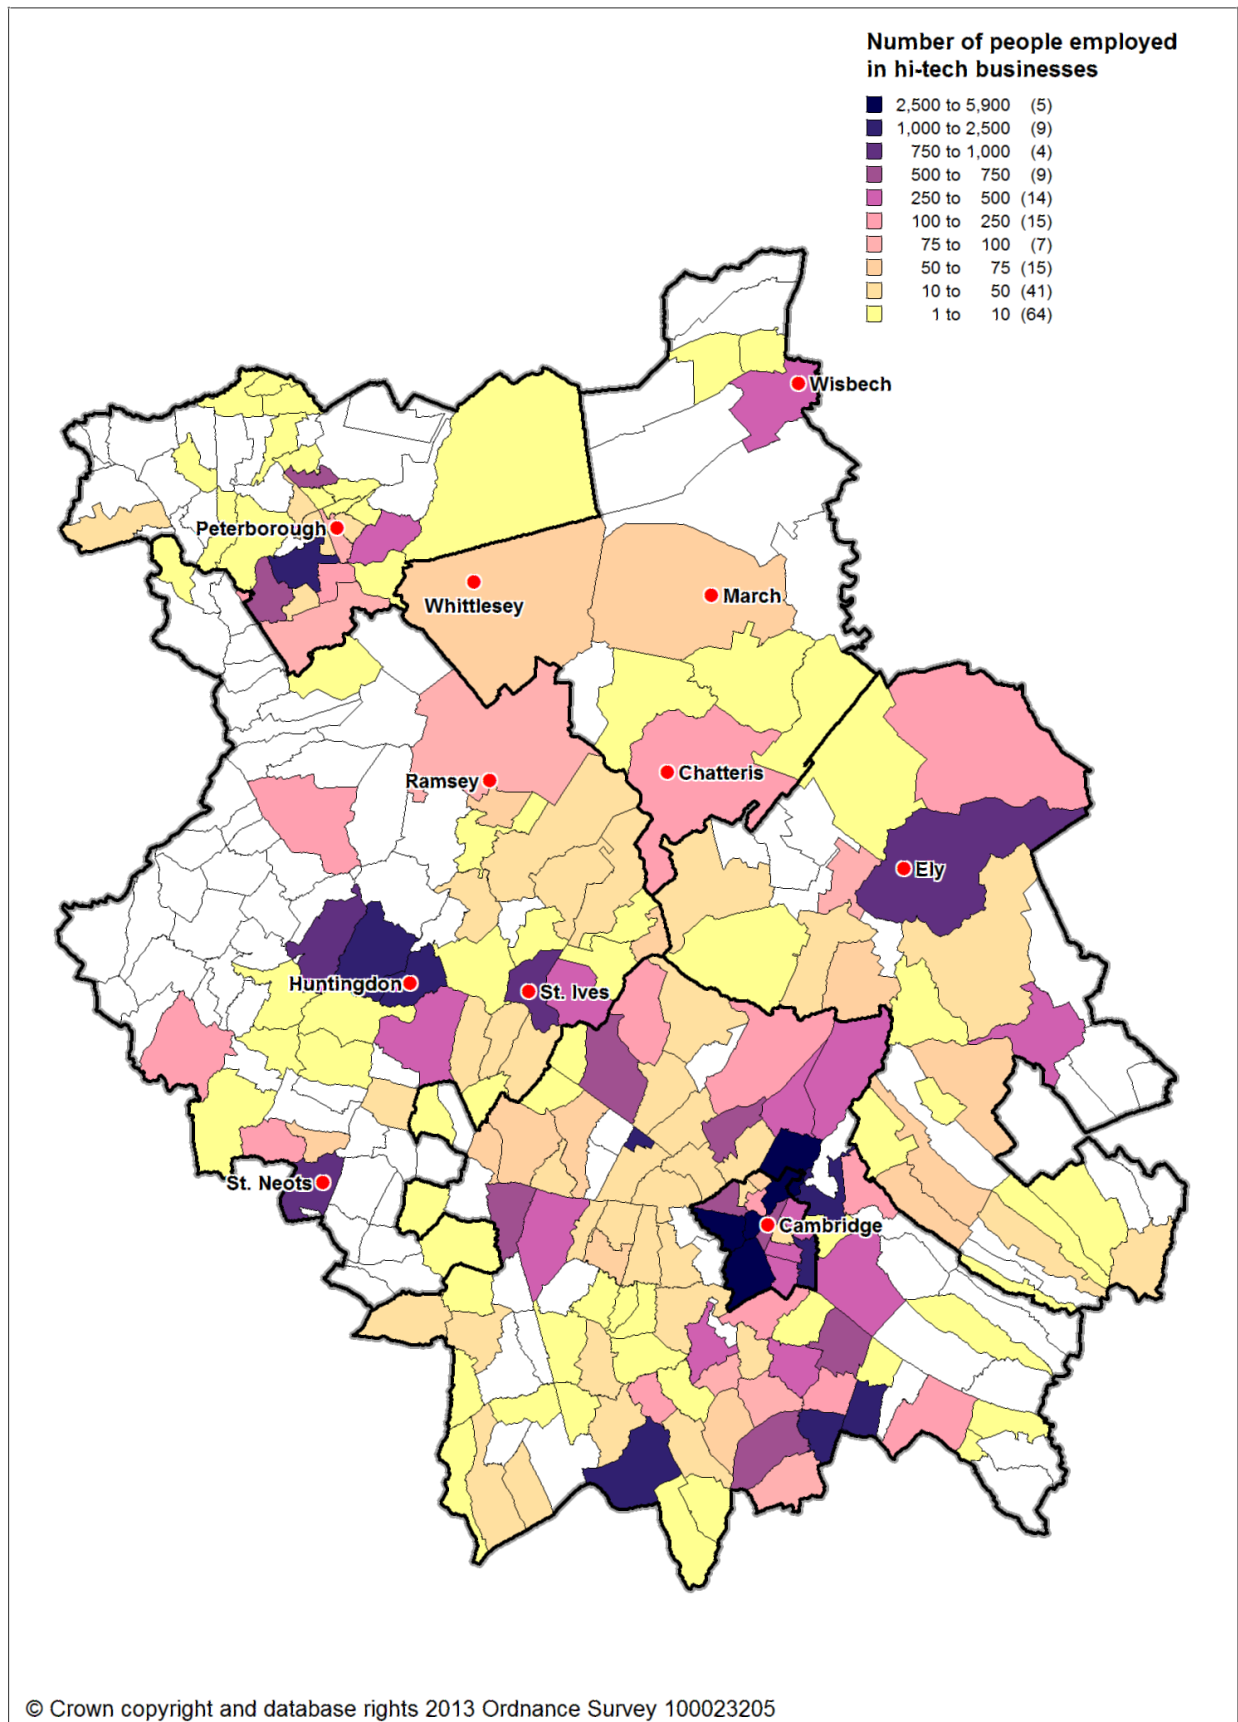 Number of people employed
in hi-tech businesses
2,500 to 5,900 (5)
1,000 to 2,500 (9)
750 to 1,000 (4)
500 to 750 (9)
250 to 500 (14)
100 to 250 (15)
75 to 100 (7)
50 to 75 (15)
10 to 50 (41)
1 to 10 (64)
Wisbech
Peterborough
Whittlesey
March
Chatteris
Ramsey
Ely
Huntingdon
St. Ives
St. Neots
Cambridge
© Crown copyright and database rights 2013 Ordnance Survey 100023205